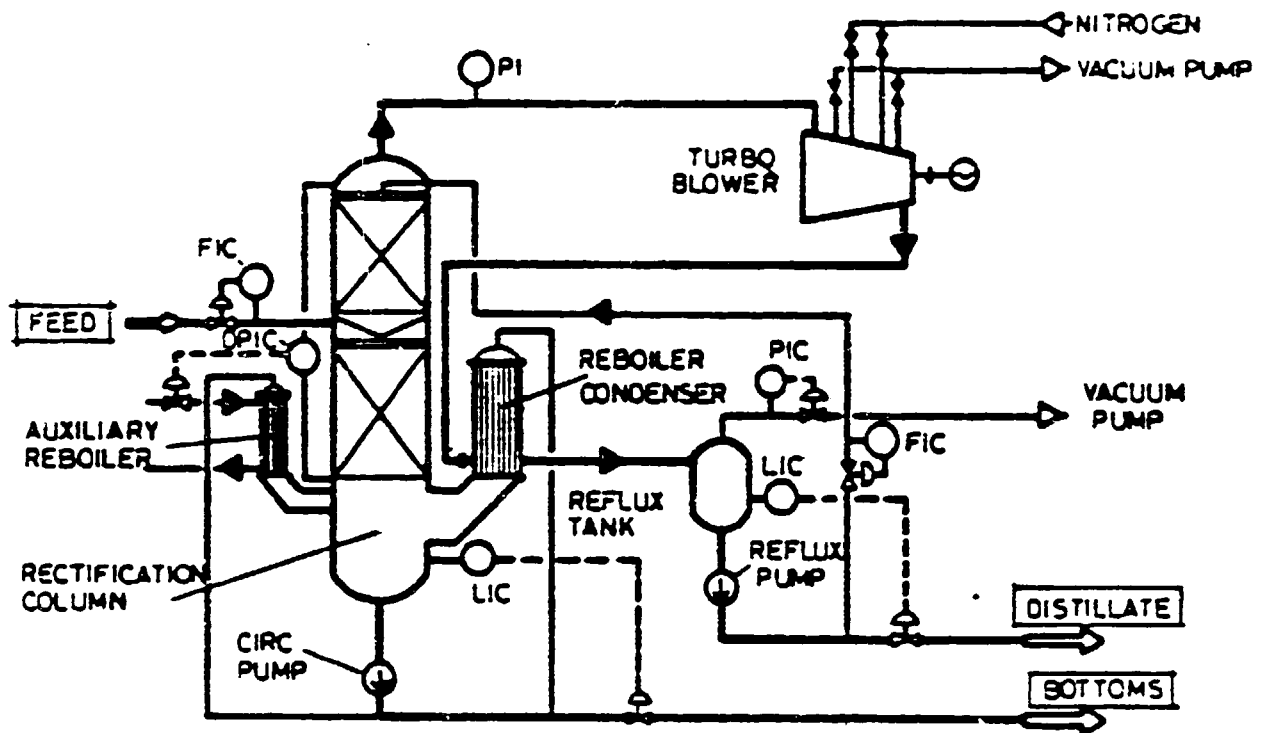 NITROGEN
PI
VACUUM PUMP
TURBO
BLOWER
FIC
FEED
DPIC
REBOILER
CONDENSER
PIC
VACUUM
PUMP
AUXILIARY
REBOILER
FIC
LIC
REFLUX
TANK
REFLUX
PUMP
RECTIFICATION
COLUMN
LIC
DISTILLATE
CIRC
PUMP
BOTTOMS